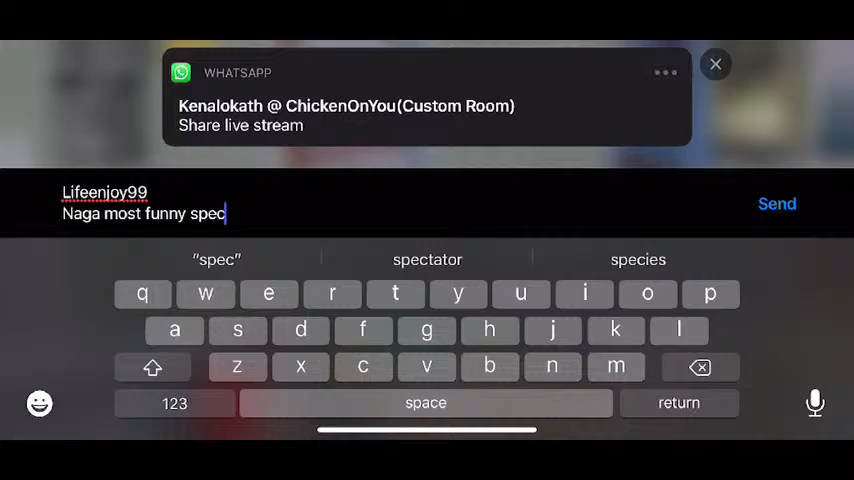 WHATSAPP
Kenalokath @ ChickenOnYou(Custom Room)
Share live stream
Lifeenjoy99
Naga most funny spec
Send
"spec" spectator species
q w e r t y u i o p
a s d f g h j k l
z x c v b n m
123 space return